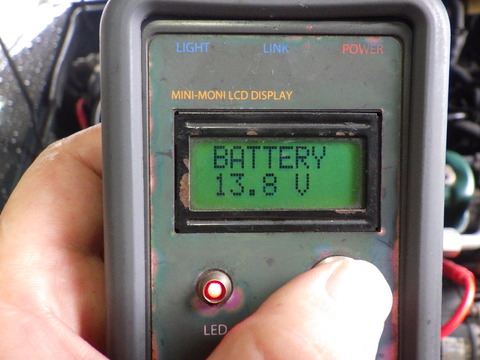 LIGHT LINK POWER
MINI-MONI LCD DISPLAY
BATTERY
13.8 V
LED